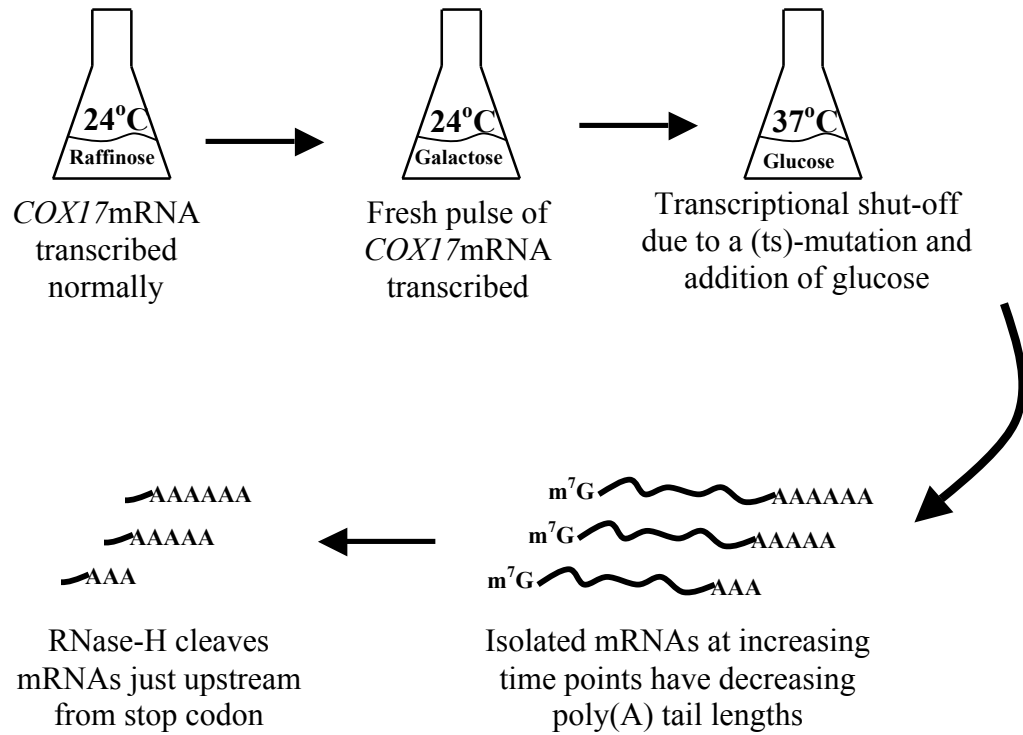 24°C
Raffinose
COX17mRNA
transcribed
normally
24°C
Galactose
Fresh pulse of
COX17mRNA
transcribed
37°C
Glucose
Transcriptional shut-off
due to a (ts)-mutation and
addition of glucose
m⁷G AAAAAA
m⁷G AAAAA
m⁷G AAA
Isolated mRNAs at increasing
time points have decreasing
poly(A) tail lengths
AAAAAA
AAAAA
AAA
RNase-H cleaves
mRNAs just upstream
from stop codon